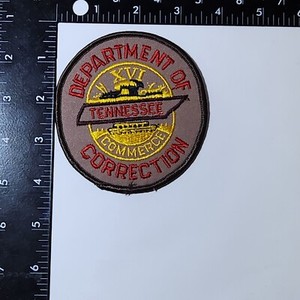 DEPARTMENT OF
XVI
TENNESSEE
COMMERCE
CORRECTION